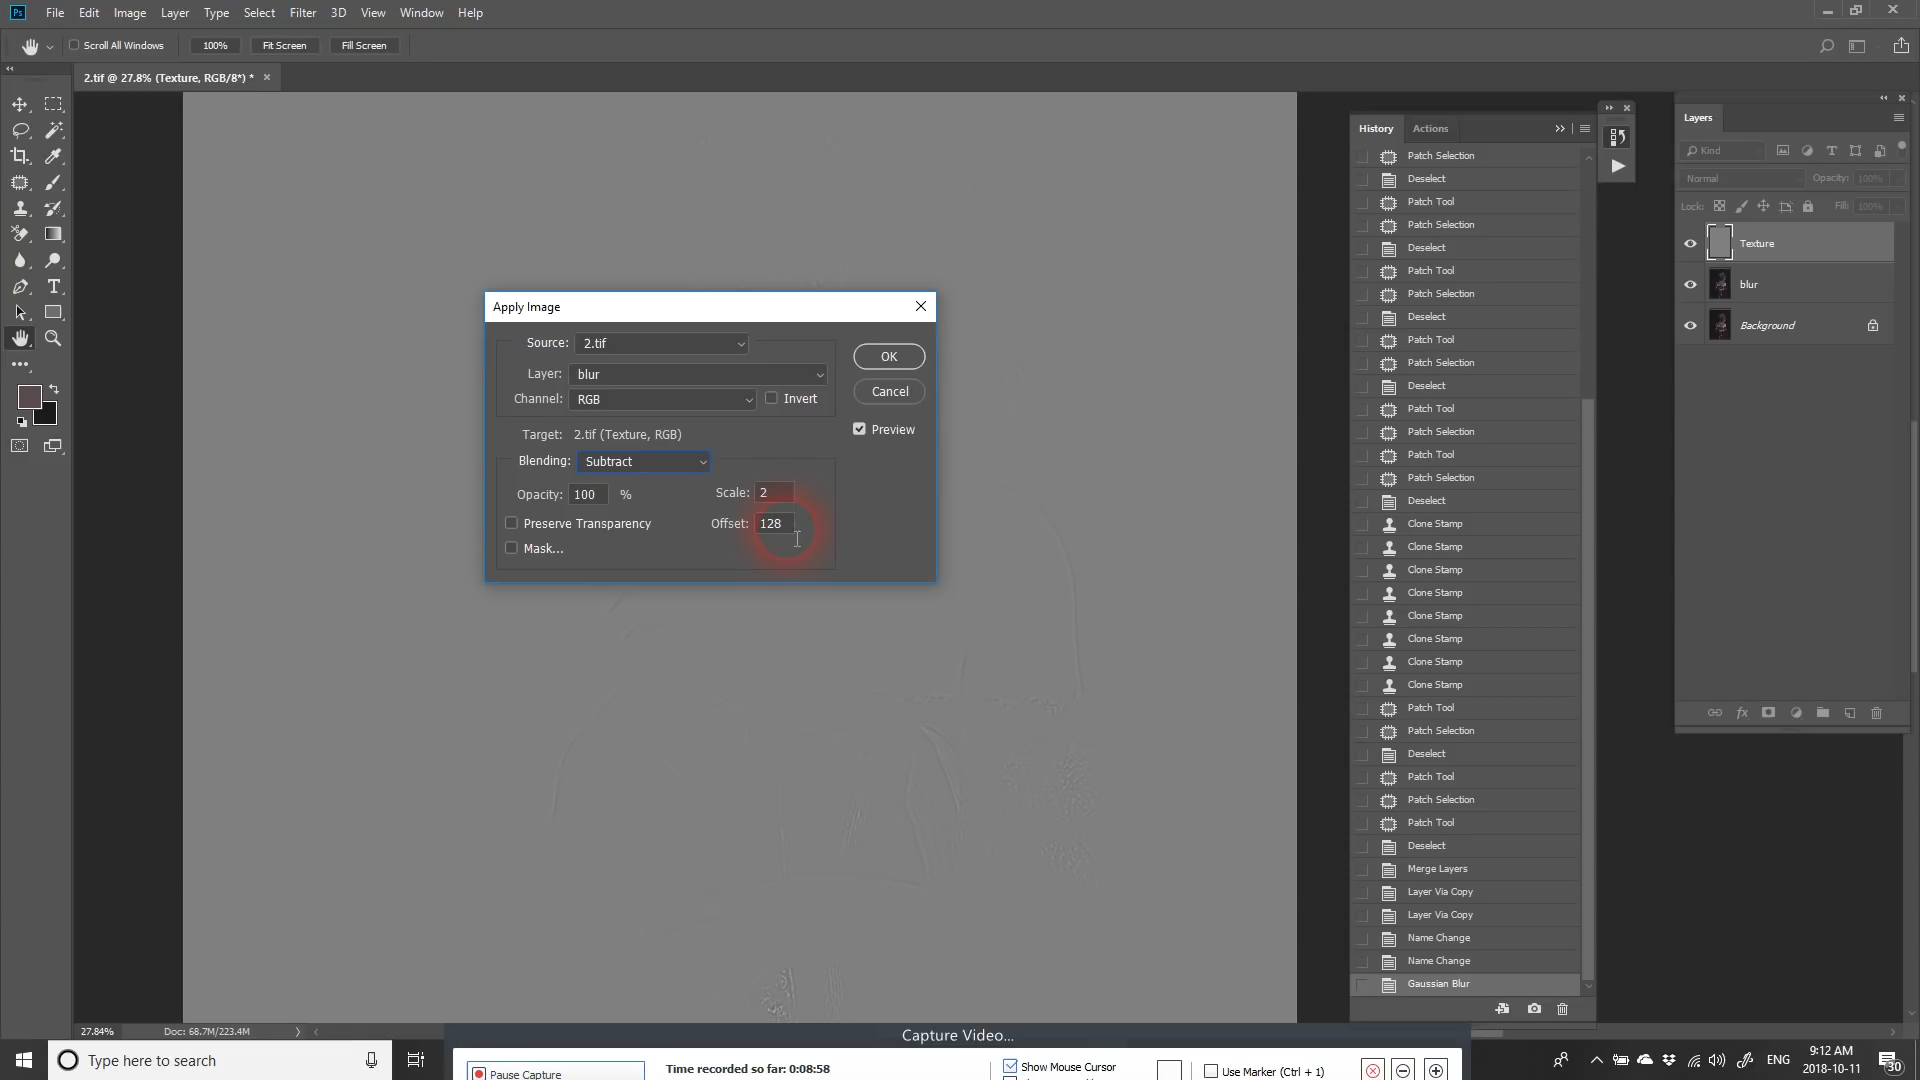 Ps File Edit Image Layer Type Select Filter 3D View Window Help
Scroll All Windows 100% Fit Screen Fill Screen
2.tif @ 27.8% (Texture, RGB/8*) *
Apply Image
Source: 2.tif
OK
Layer: blur
Cancel
Channel: RGB Invert
Preview
Target: 2.tif (Texture, RGB)
Blending: Subtract
Opacity: 100 % Scale: 2
Preserve Transparency Offset: 128
Mask...
History Actions
Patch Selection
Deselect
Patch Tool
Patch Selection
Deselect
Patch Tool
Patch Selection
Deselect
Patch Tool
Patch Selection
Deselect
Patch Tool
Patch Selection
Patch Tool
Patch Selection
Deselect
Clone Stamp
Clone Stamp
Clone Stamp
Clone Stamp
Clone Stamp
Clone Stamp
Clone Stamp
Clone Stamp
Patch Tool
Patch Selection
Deselect
Patch Tool
Patch Selection
Patch Tool
Deselect
Merge Layers
Layer Via Copy
Layer Via Copy
Name Change
Name Change
Gaussian Blur
Layers
Kind
Normal Opacity: 100%
Lock: Fill: 100%
Texture
blur
Background
27.84% Doc: 68.7M/223.4M
Capture Video...
Pause Capture
Time recorded so far: 0:08:58
Show Mouse Cursor
Use Marker (Ctrl + 1)
Type here to search
ENG
9:12 AM
2018-10-11
30